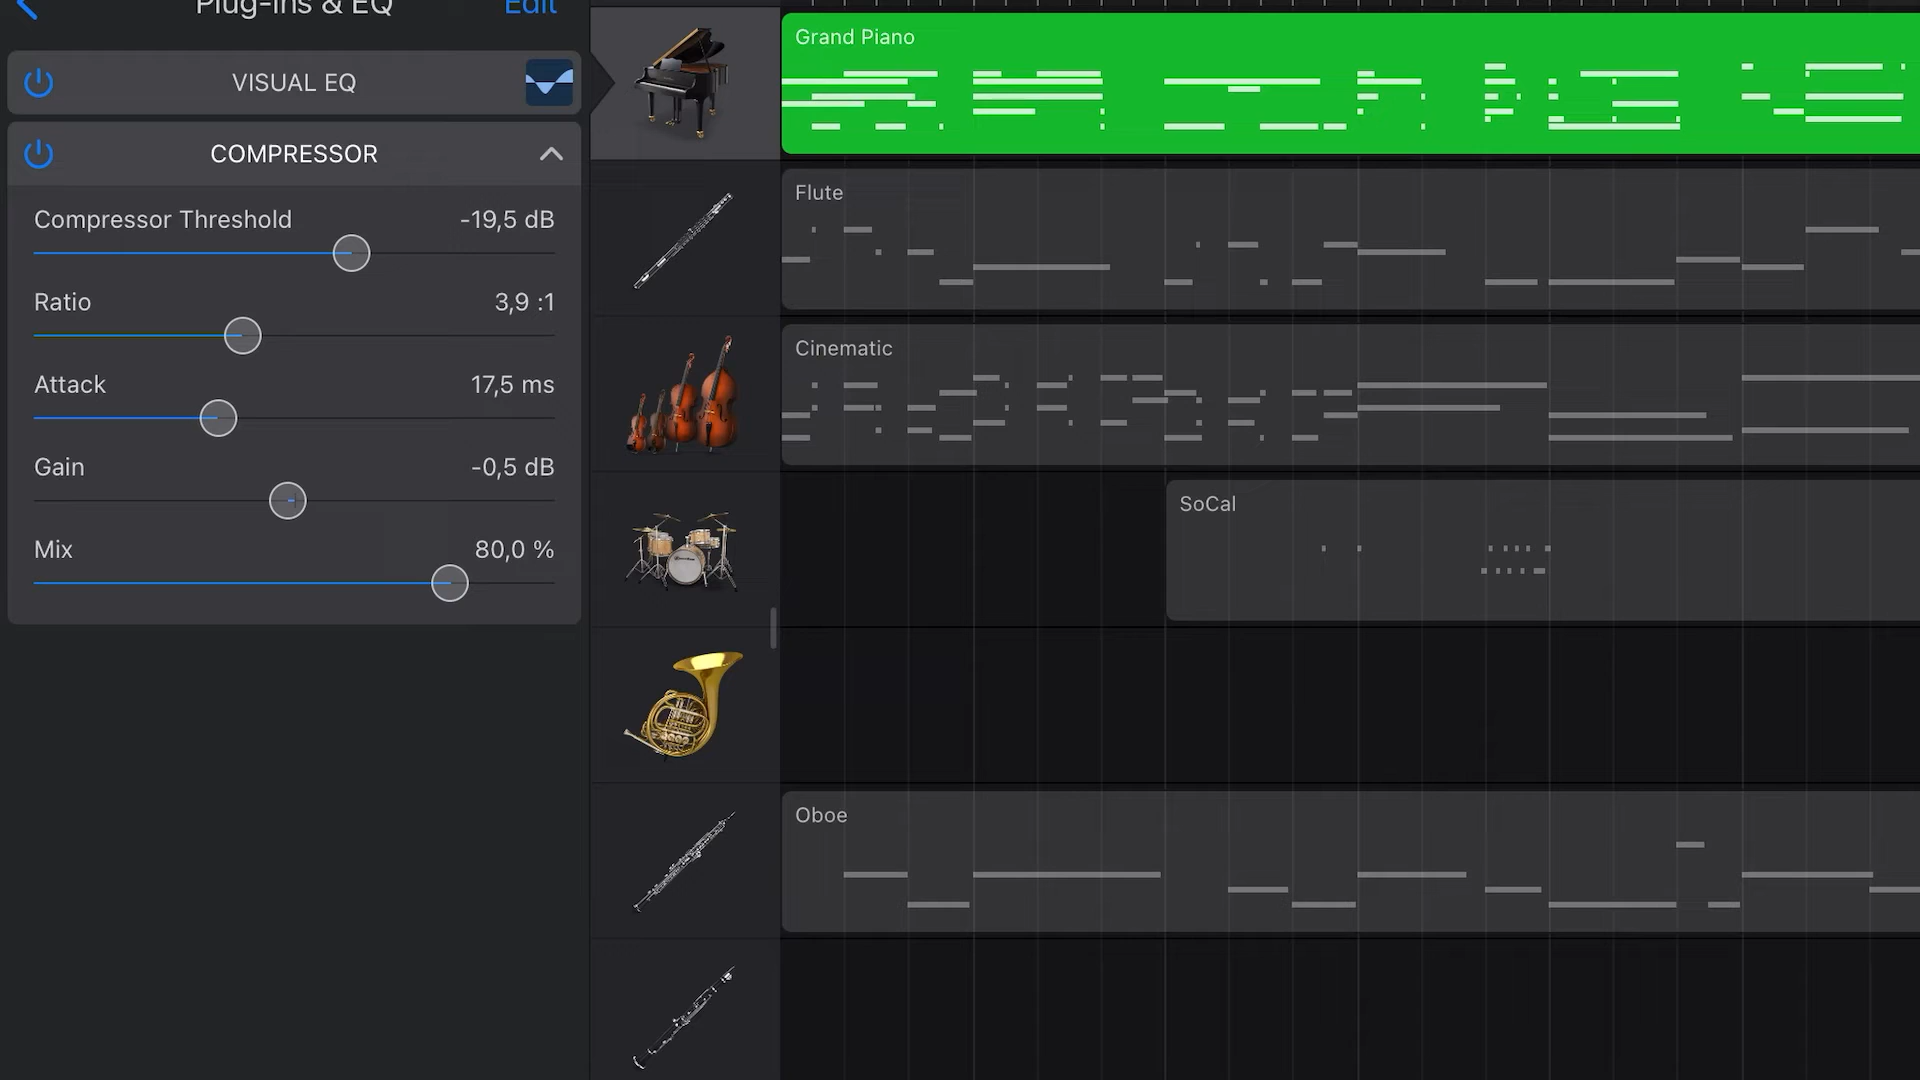 Plug-ins & EQ
Edit
VISUAL EQ
COMPRESSOR
Compressor Threshold -19,5 dB
Ratio 3,9 :1
Attack 17,5 ms
Gain -0,5 dB
Mix 80,0 %
Grand Piano
Flute
Cinematic
SoCal
Oboe